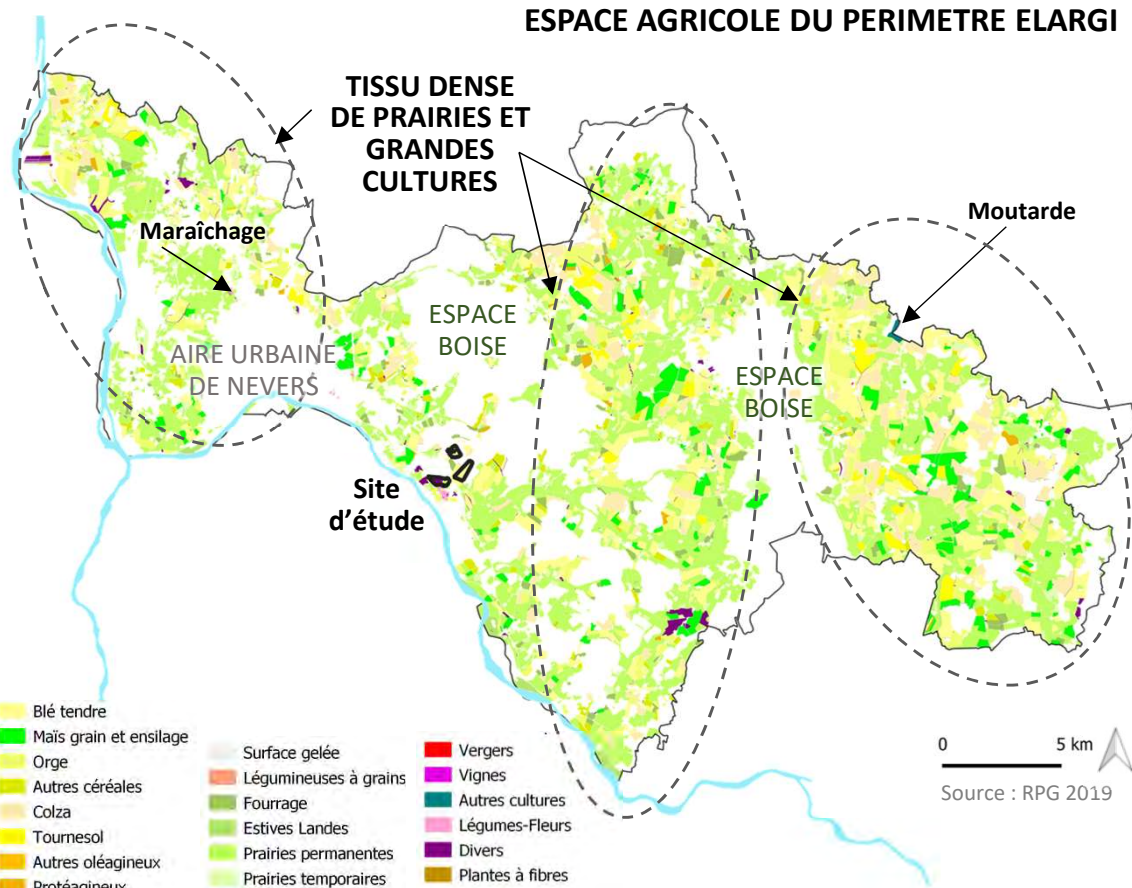 ESPACE AGRICOLE DU PERIMETRE ELARGI
TISSU DENSE
DE PRAIRIES ET
GRANDES
CULTURES
Maraîchage
Moutarde
ESPACE
BOISE
AIRE URBAINE
DE NEVERS
ESPACE
BOISE
Site
d'étude
Blé tendre
Maïs grain et ensilage
Orge
Autres céréales
Colza
Tournesol
Autres oléagineux
Protéagineux
Surface gelée
Légumineuses à grains
Fourrage
Estives Landes
Prairies permanentes
Prairies temporaires
Vergers
Vignes
Autres cultures
Légumes-Fleurs
Divers
Plantes à fibres
0 5 km
Source : RPG 2019